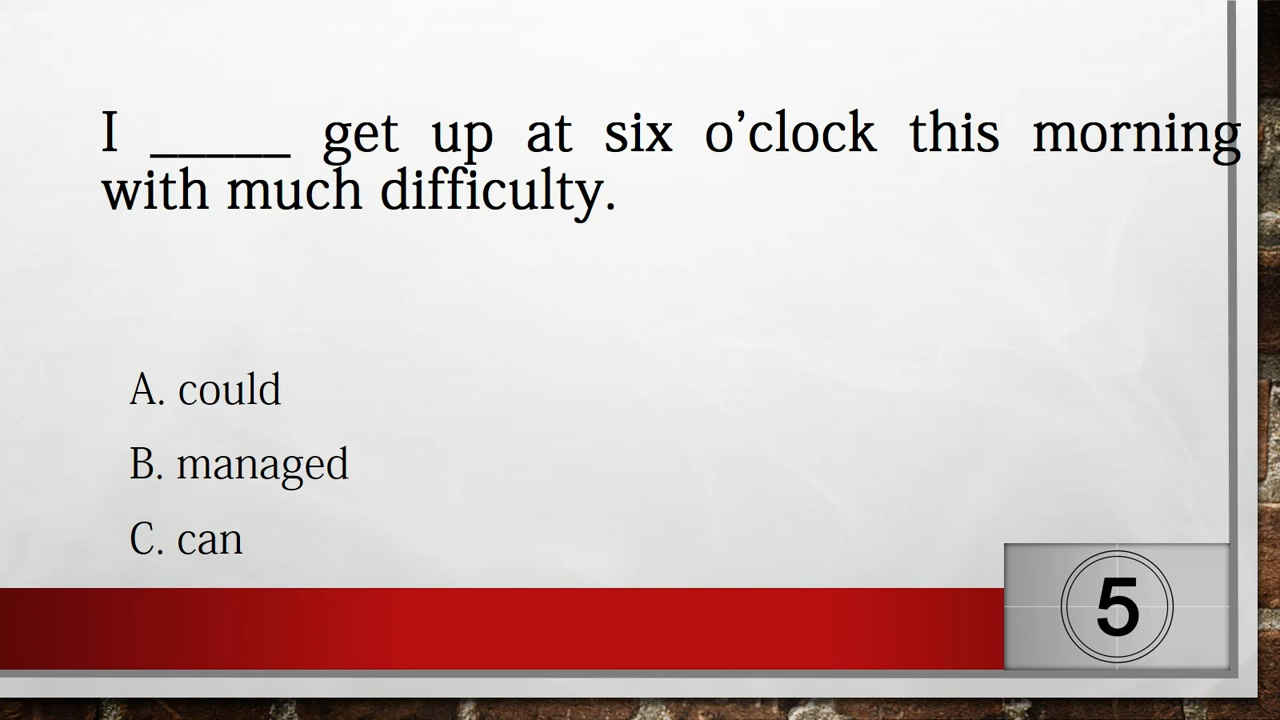 I _____ get up at six o’clock this morning
with much difficulty.
A. could
B. managed
C. can
5